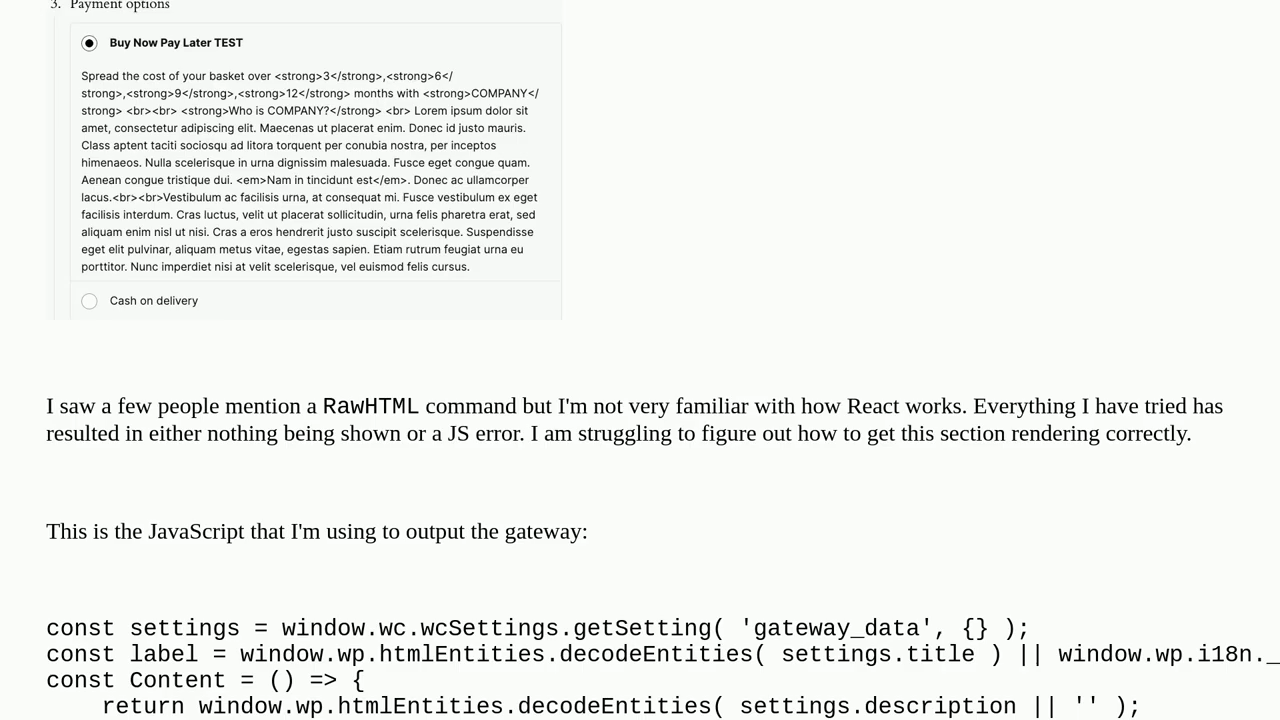 3. Payment options
Buy Now Pay Later TEST
Spread the cost of your basket over <strong>3</strong>,<strong>6</
strong>,<strong>9</strong>,<strong>12</strong> months with <strong>COMPANY</
strong> <br><br> <strong>Who is COMPANY?</strong> <br> Lorem ipsum dolor sit
amet, consectetur adipiscing elit. Maecenas ut placerat enim. Donec id justo mauris.
Class aptent taciti sociosqu ad litora torquent per conubia nostra, per inceptos
himenaeos. Nulla scelerisque in urna dignissim malesuada. Fusce eget congue quam.
Aenean congue tristique dui. <em>Nam in tincidunt est</em>. Donec ac ullamcorper
lacus.<br><br>Vestibulum ac facilisis urna, at consequat mi. Fusce vestibulum ex eget
facilisis interdum. Cras luctus, velit ut placerat sollicitudin, urna felis pharetra erat, sed
aliquam enim nisl ut nisi. Cras a eros hendrerit justo suscipit scelerisque. Suspendisse
eget elit pulvinar, aliquam metus vitae, egestas sapien. Etiam rutrum feugiat urna eu
porttitor. Nunc imperdiet nisi at velit scelerisque, vel euismod felis cursus.
Cash on delivery
I saw a few people mention a RawHTML command but I'm not very familiar with how React works. Everything I have tried has
resulted in either nothing being shown or a JS error. I am struggling to figure out how to get this section rendering correctly.
This is the JavaScript that I'm using to output the gateway:
const settings = window.wc.wcSettings.getSetting( 'gateway_data', {} );
const label = window.wp.htmlEntities.decodeEntities( settings.title ) || window.wp.i18n._
const Content = () => {
    return window.wp.htmlEntities.decodeEntities( settings.description || '' );